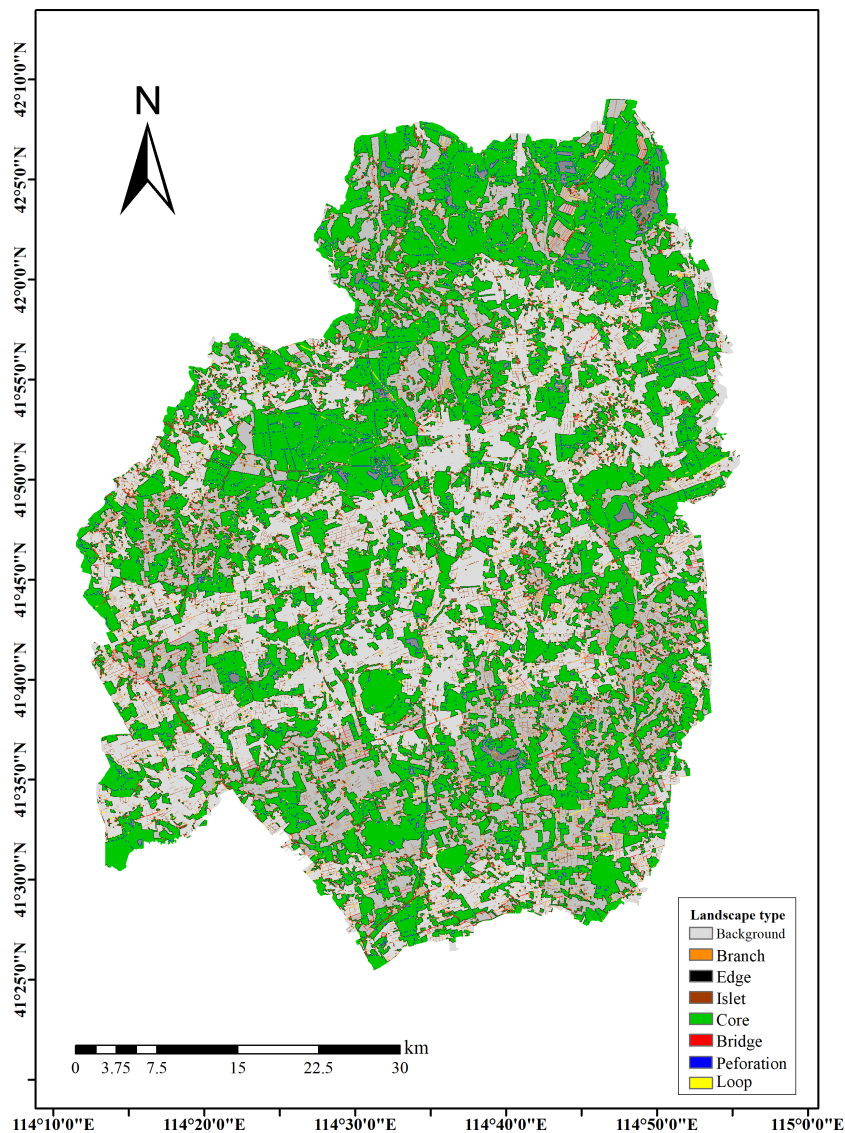 N
42°10'0"N
42°5'0"N
42°0'0"N
41°55'0"N
41°50'0"N
41°45'0"N
41°40'0"N
41°35'0"N
41°30'0"N
41°25'0"N
Landscape type
Background
Branch
Edge
Islet
Core
Bridge
Peforation
Loop
km
0 3.75 7.5 15 22.5 30
114°10'0"E 114°20'0"E 114°30'0"E 114°40'0"E 114°50'0"E 115°0'0"E